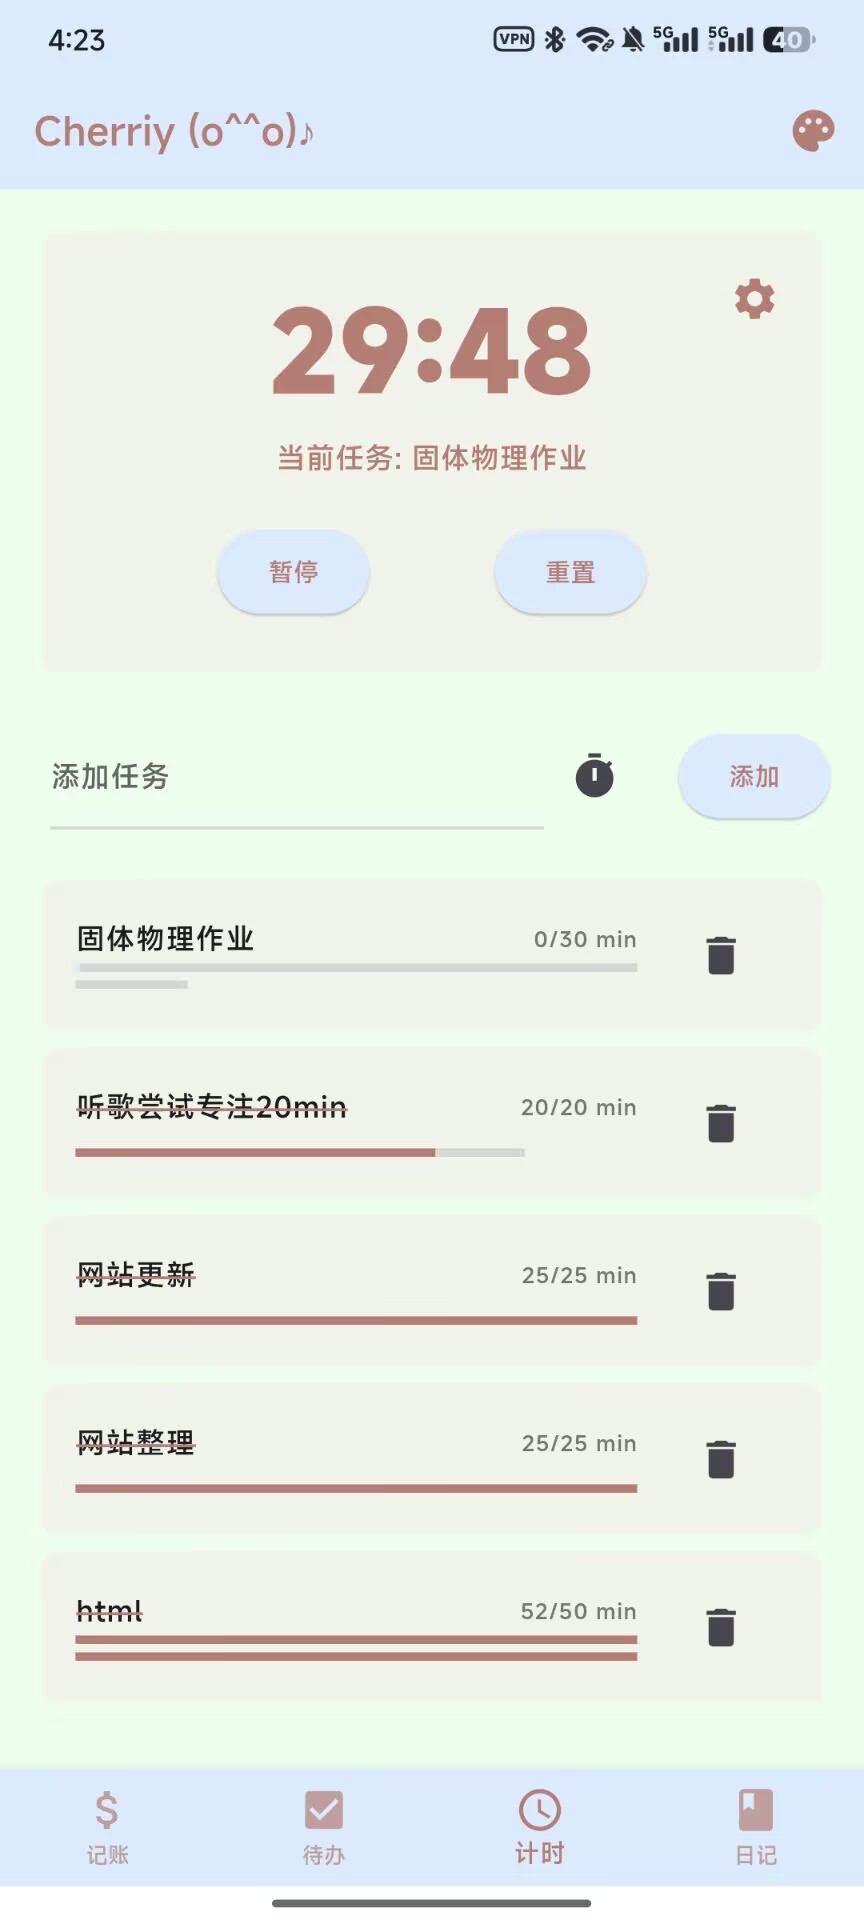 4:23
VPN 5G 5G 40
Cherriy (o^^o)♪
29:48
当前任务: 固体物理作业
暂停
重置
添加任务
添加
固体物理作业
0/30 min
听歌尝试专注20min
20/20 min
网站更新
25/25 min
网站整理
25/25 min
html
52/50 min
记账
待办
计时
日记